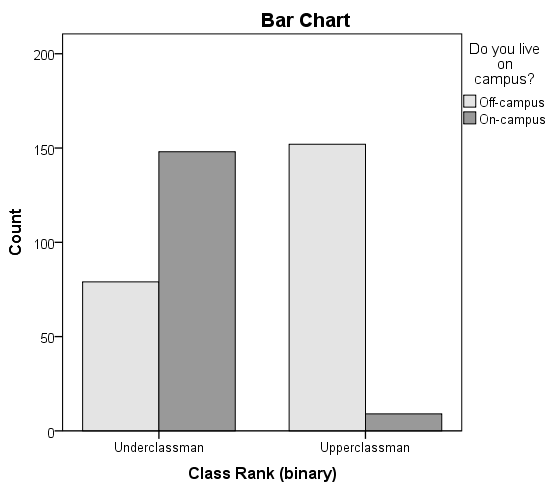 Bar Chart
200
150
100
50
0
Count
Underclassman
Upperclassman
Class Rank (binary)
Do you live
on
campus?
Off-campus
On-campus